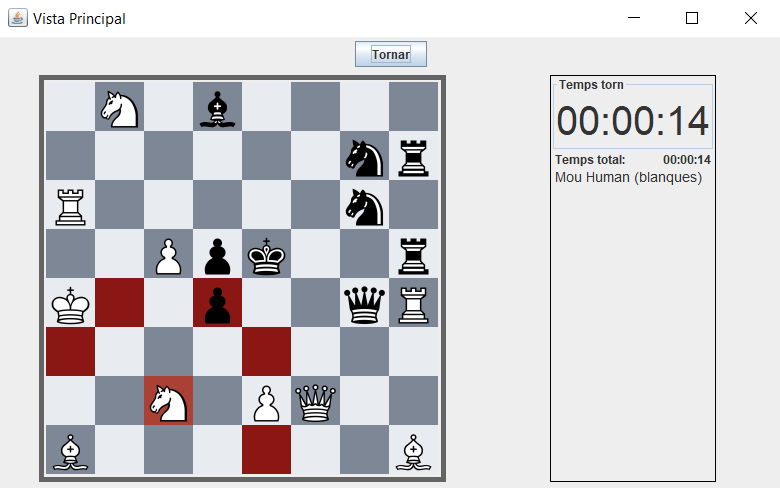 Vista Principal
Tornar
Temps torn
00:00:14
Temps total: 00:00:14
Mou Human (blanques)